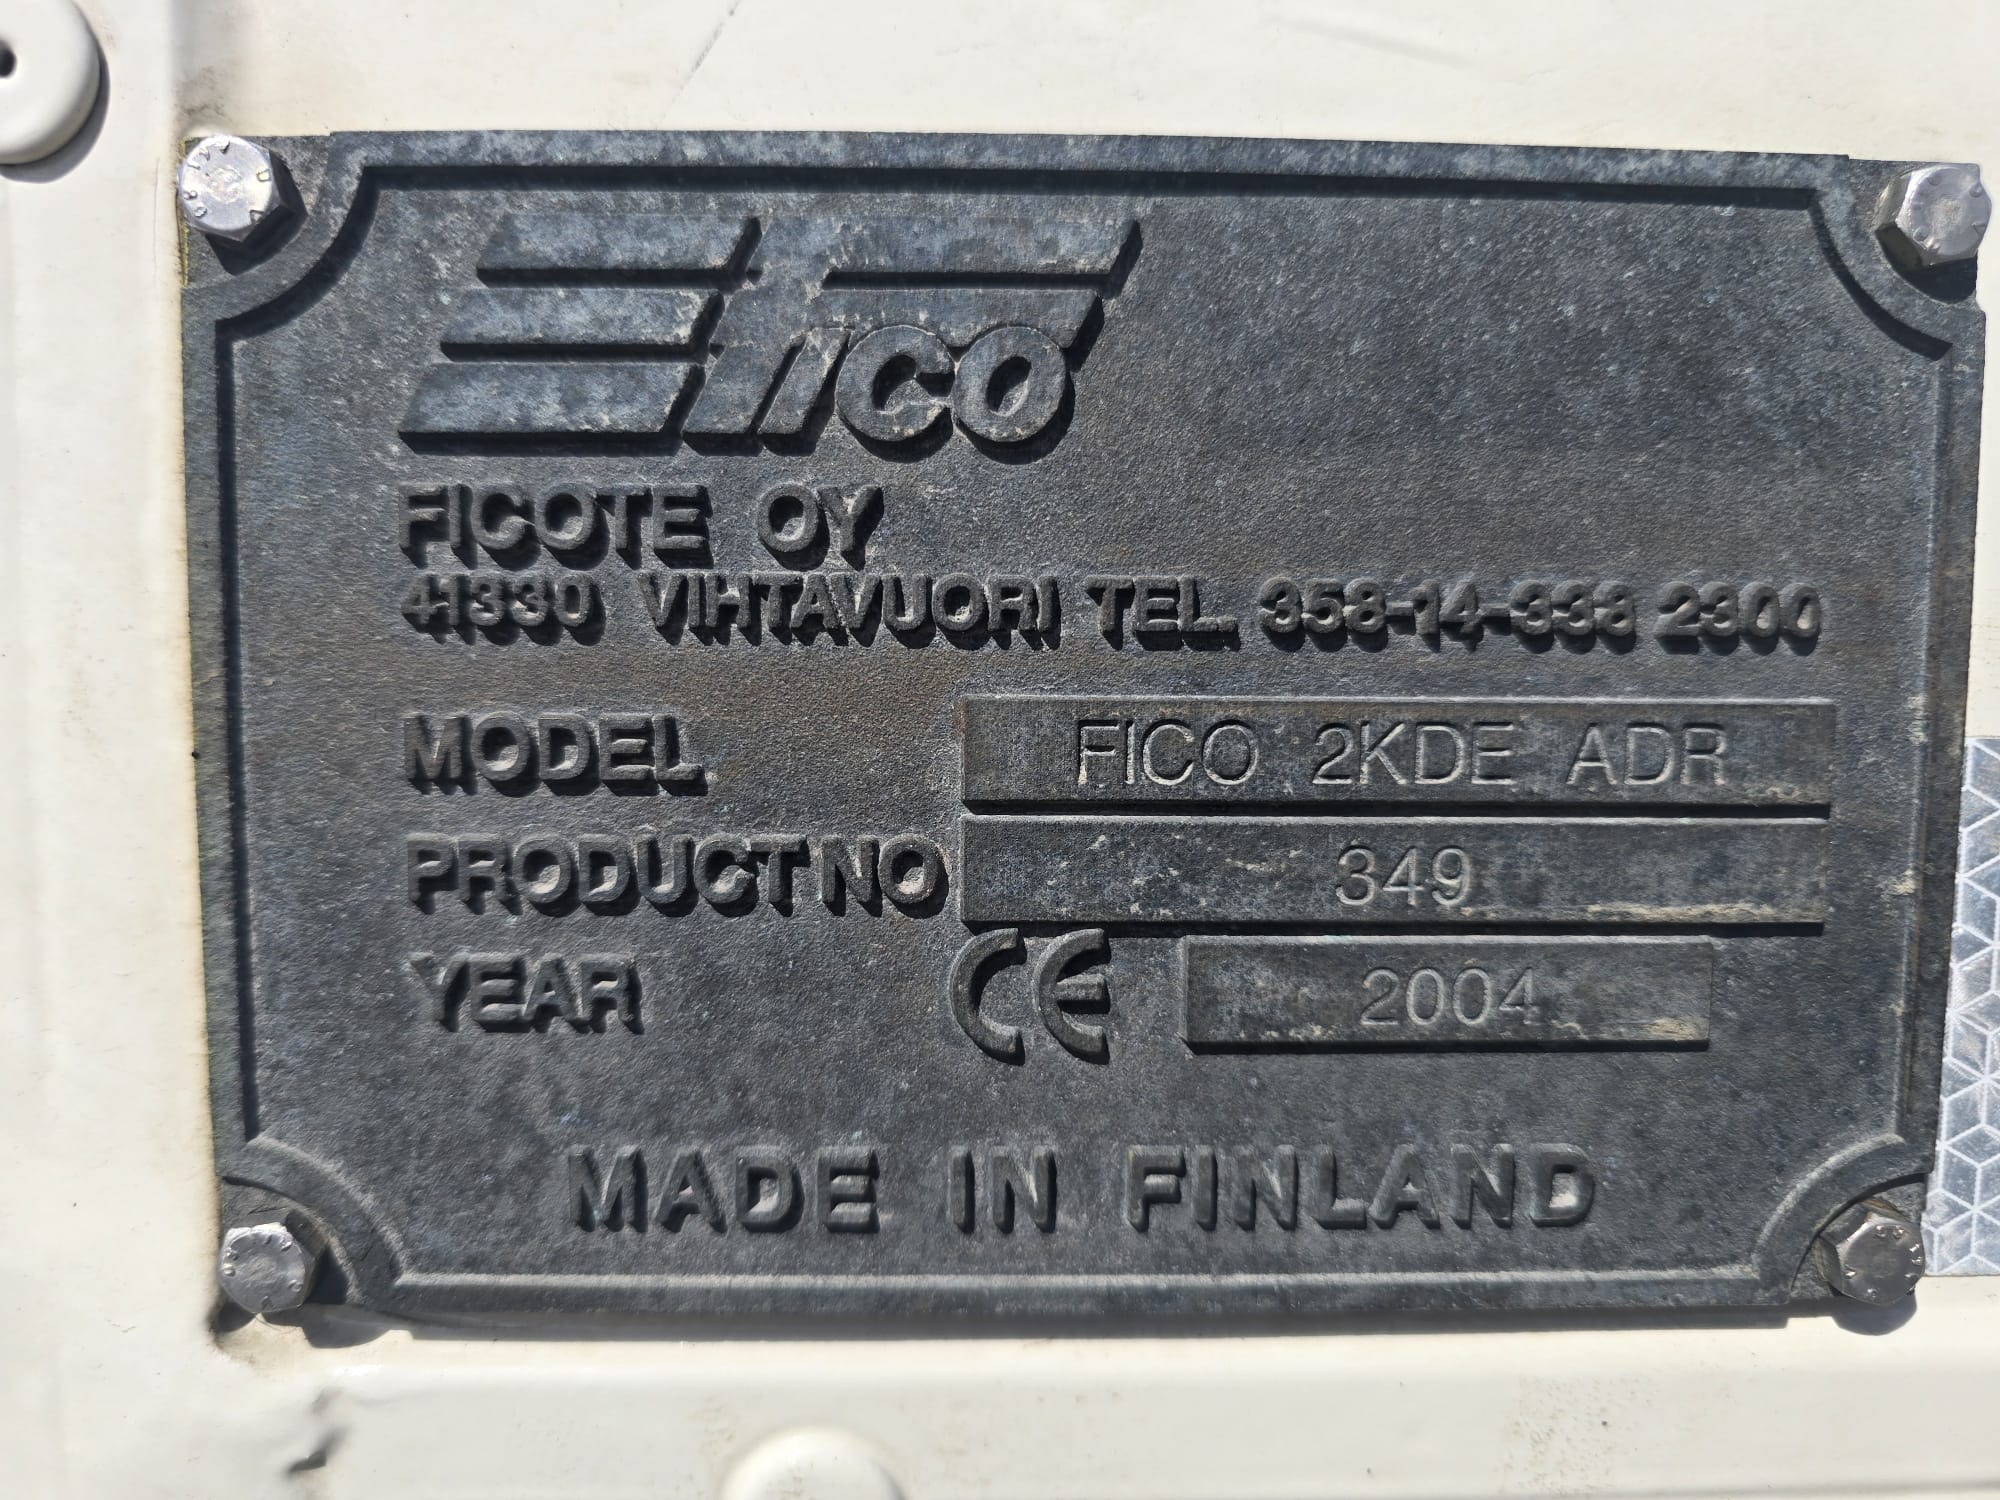 Fico
FICOTE OY
41330 VIHTAVUORI TEL. 358-14-338 2300
MODEL FICO 2KDE ADR
PRODUCT NO 349
YEAR CE 2004
MADE IN FINLAND